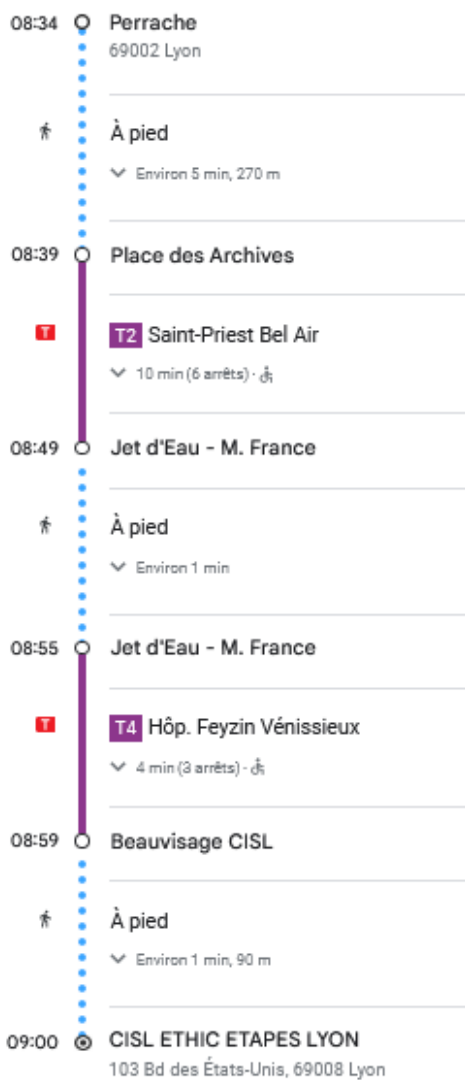 08:34 Perrache
69002 Lyon
À pied
Environ 5 min, 270 m
08:39 Place des Archives
T T2 Saint-Priest Bel Air
10 min (6 arrêts) ·
08:49 Jet d'Eau - M. France
À pied
Environ 1 min
08:55 Jet d'Eau - M. France
T T4 Hôp. Feyzin Vénissieux
4 min (3 arrêts) ·
08:59 Beauvisage CISL
À pied
Environ 1 min, 90 m
09:00 CISL ETHIC ETAPES LYON
103 Bd des États-Unis, 69008 Lyon